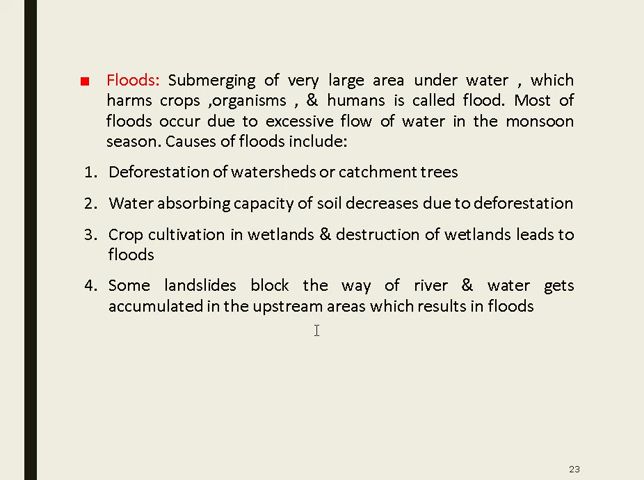 ■ Floods: Submerging of very large area under water , which
harms crops ,organisms , & humans is called flood. Most of
floods occur due to excessive flow of water in the monsoon
season. Causes of floods include:
1. Deforestation of watersheds or catchment trees
2. Water absorbing capacity of soil decreases due to deforestation
3. Crop cultivation in wetlands & destruction of wetlands leads to
floods
4. Some landslides block the way of river & water gets
accumulated in the upstream areas which results in floods
23